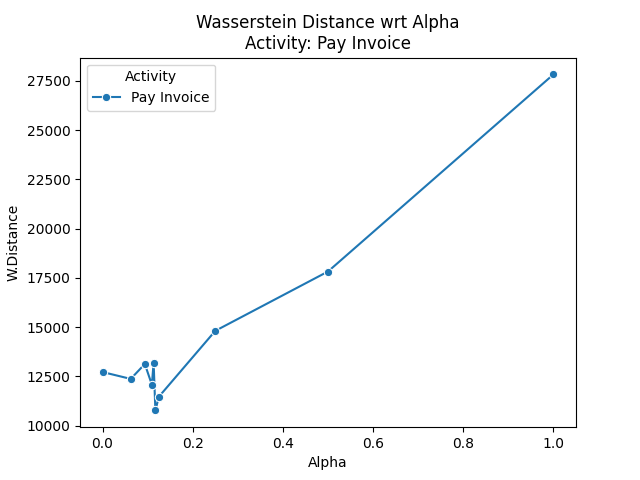 Wasserstein Distance wrt Alpha
Activity: Pay Invoice
Activity
Pay Invoice
27500
25000
22500
20000
17500
15000
12500
10000
W.Distance
0.0 0.2 0.4 0.6 0.8 1.0
Alpha